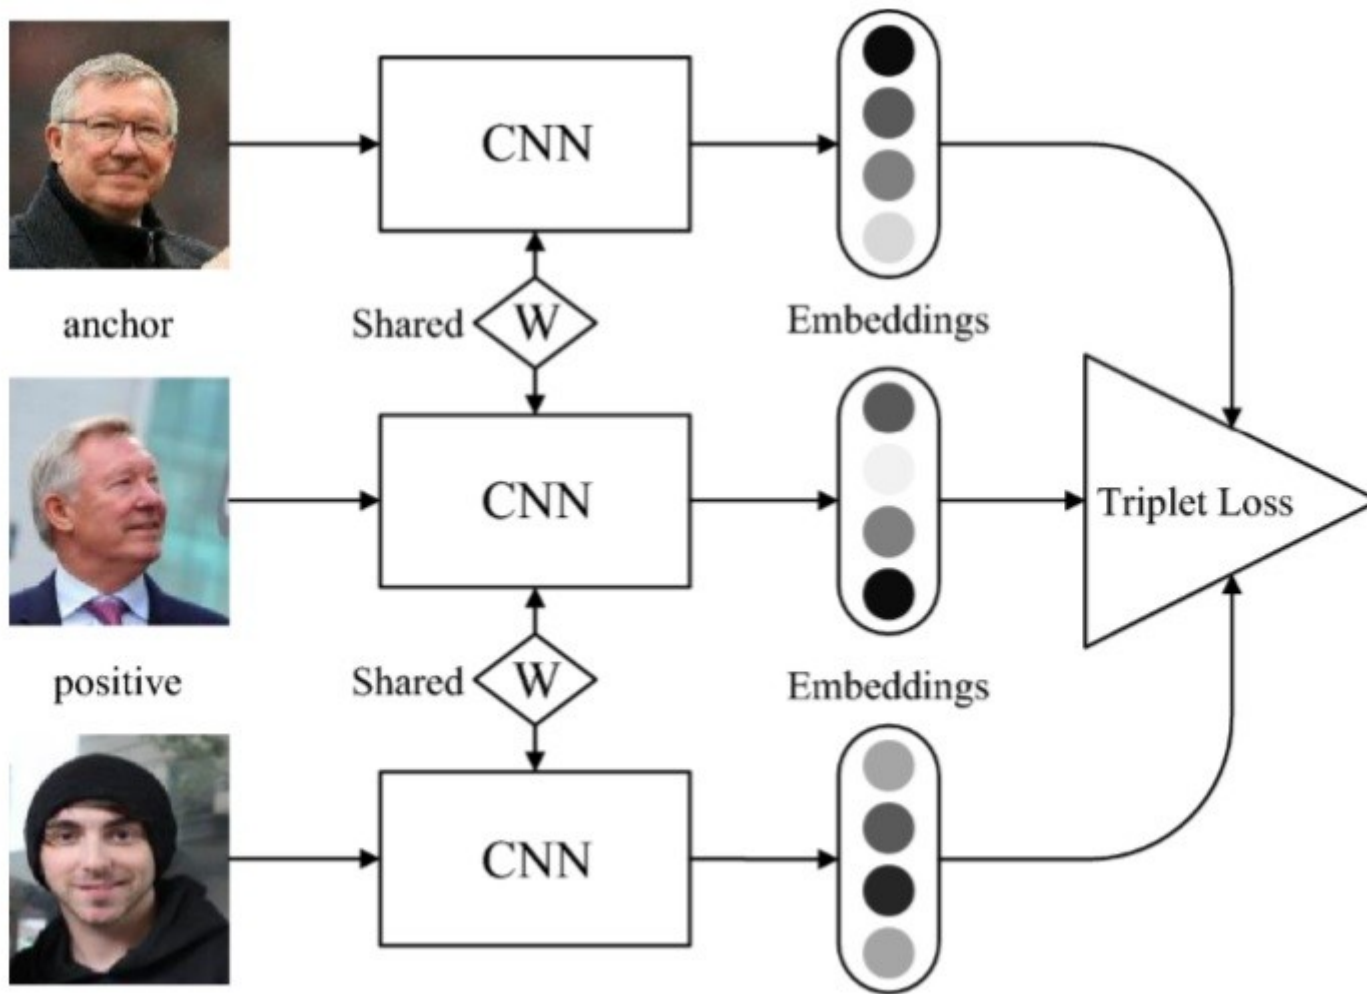 CNN
anchor
Shared
W
Embeddings
CNN
Triplet Loss
positive
Shared
W
Embeddings
CNN